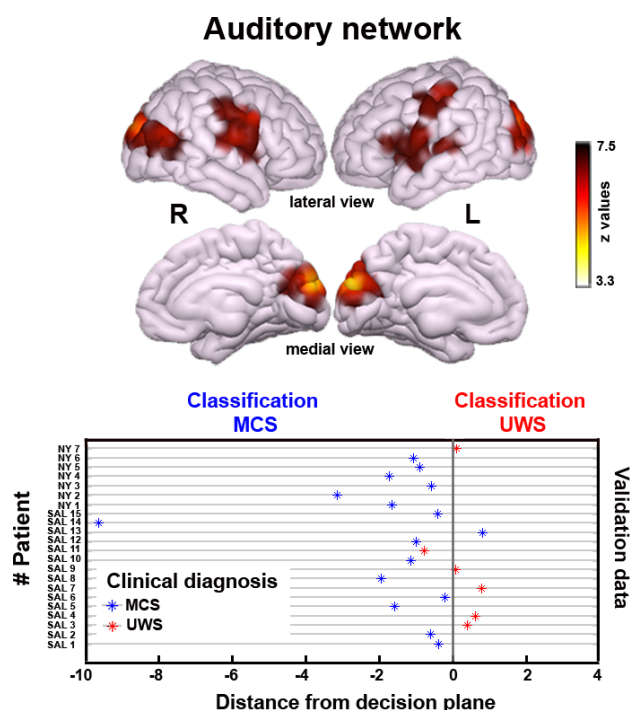 Auditory network
7.5
z values
3.3
lateral view
R
L
medial view
Classification
MCS
Classification
UWS
# Patient
NY 7
NY 6
NY 5
NY 4
NY 3
NY 2
NY 1
SAL 15
SAL 14
SAL 13
SAL 12
SAL 11
SAL 10
SAL 9
SAL 8
SAL 7
SAL 6
SAL 5
SAL 4
SAL 3
SAL 2
SAL 1
Clinical diagnosis
MCS
UWS
Validation data
-10 -8 -6 -4 -2 0 2 4
Distance from decision plane